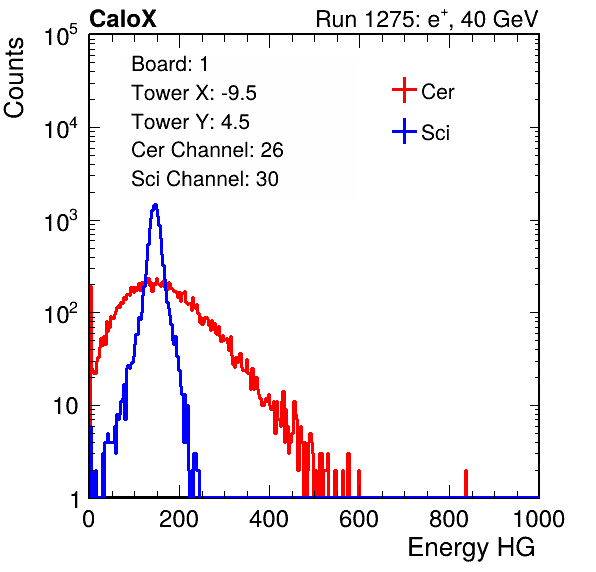 CaloX Run 1275: e⁺, 40 GeV
Counts
10⁵
10⁴
10³
10²
10
1
Board: 1
Tower X: -9.5
Tower Y: 4.5
Cer Channel: 26
Sci Channel: 30
Cer
Sci
0 200 400 600 800 1000
Energy HG